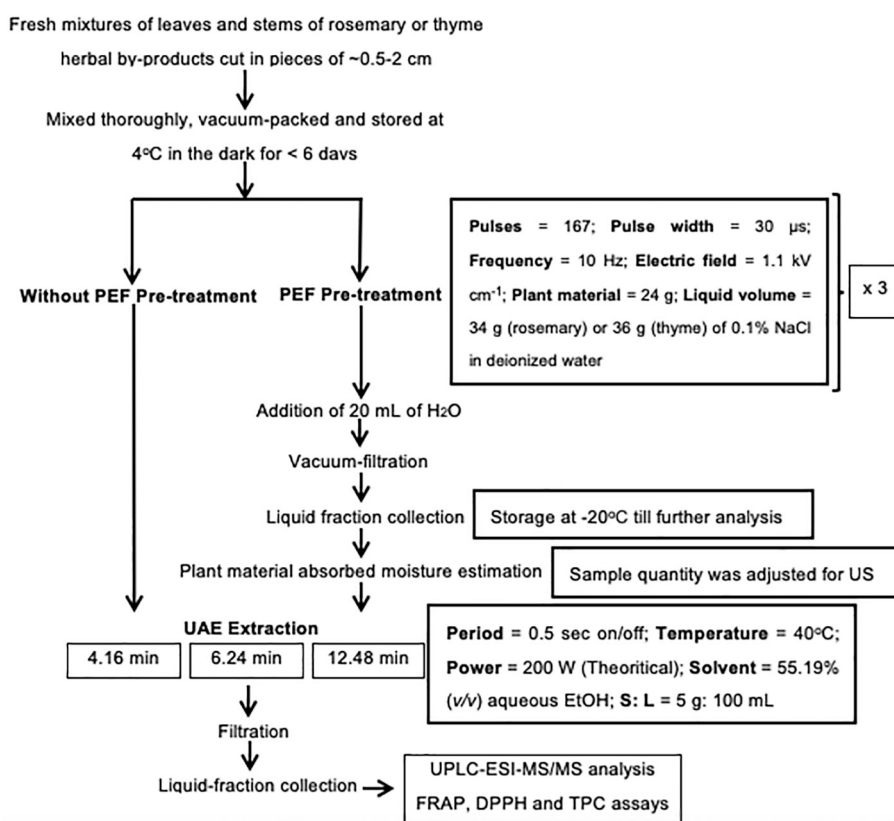 Fresh mixtures of leaves and stems of rosemary or thyme
herbal by-products cut in pieces of ~0.5-2 cm
Mixed thoroughly, vacuum-packed and stored at
4ºC in the dark for < 6 davs
Pulses = 167; Pulse width = 30 µs;
Frequency = 10 Hz; Electric field = 1.1 kV
cm-1; Plant material = 24 g; Liquid volume =
34 g (rosemary) or 36 g (thyme) of 0.1% NaCl
in deionized water
x 3
Without PEF Pre-treatment
PEF Pre-treatment
Addition of 20 mL of H2O
Vacuum-filtration
Liquid fraction collection
Storage at -20ºC till further analysis
Plant material absorbed moisture estimation
Sample quantity was adjusted for US
UAE Extraction
4.16 min
6.24 min
12.48 min
Period = 0.5 sec on/off; Temperature = 40ºC;
Power = 200 W (Theoritical); Solvent = 55.19%
(v/v) aqueous EtOH; S: L = 5 g: 100 mL
Filtration
Liquid-fraction collection
UPLC-ESI-MS/MS analysis
FRAP, DPPH and TPC assays